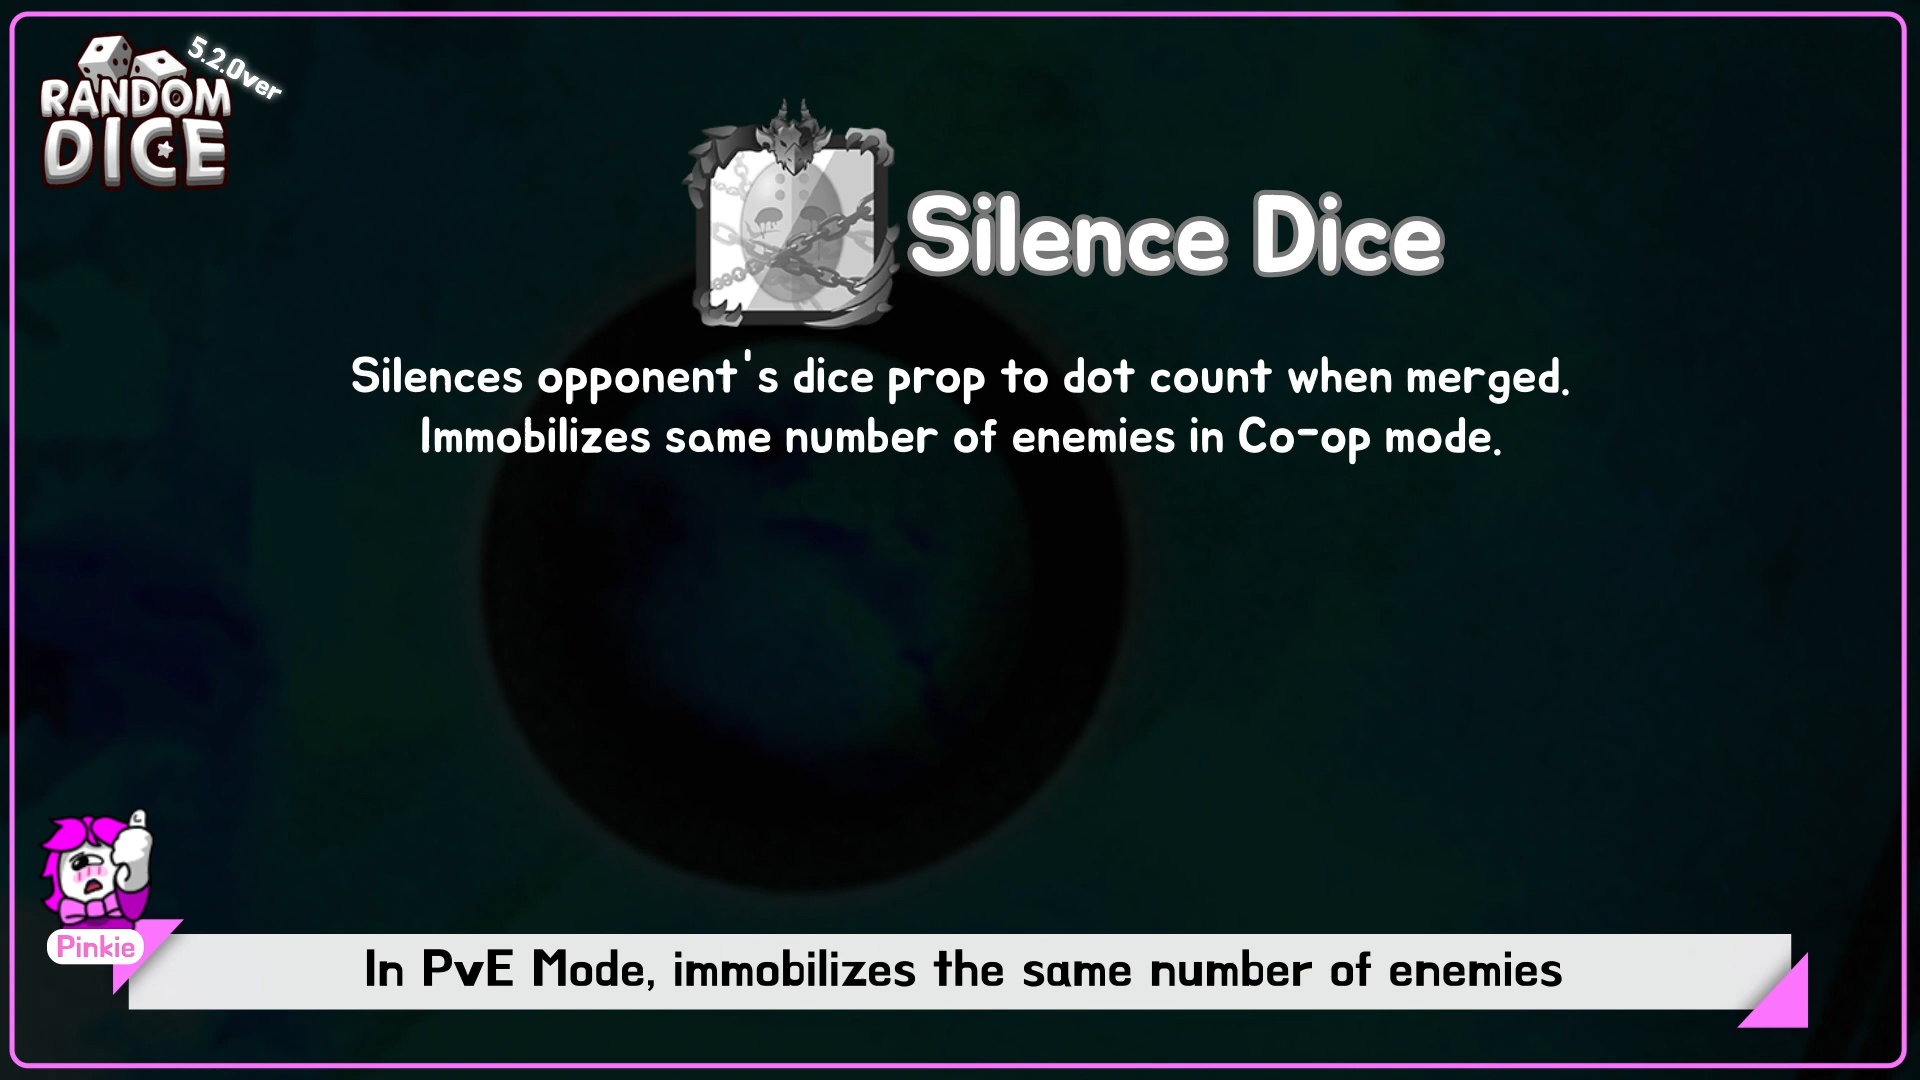 RANDOM
DICE
5.2.0ver
Silence Dice
Silences opponent's dice prop to dot count when merged.
Immobilizes same number of enemies in Co-op mode.
Pinkie
In PvE Mode, immobilizes the same number of enemies